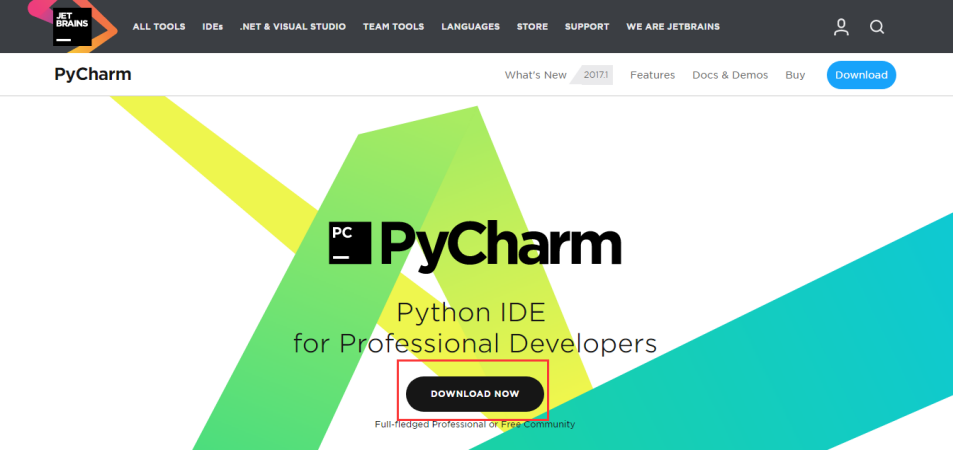 JET
BRAINS
ALL TOOLS IDEs .NET & VISUAL STUDIO TEAM TOOLS LANGUAGES STORE SUPPORT WE ARE JETBRAINS
PyCharm
What's New 2017.1 Features Docs & Demos Buy Download
PC
PyCharm
Python IDE
for Professional Developers
DOWNLOAD NOW
Full-fledged Professional or Free Community